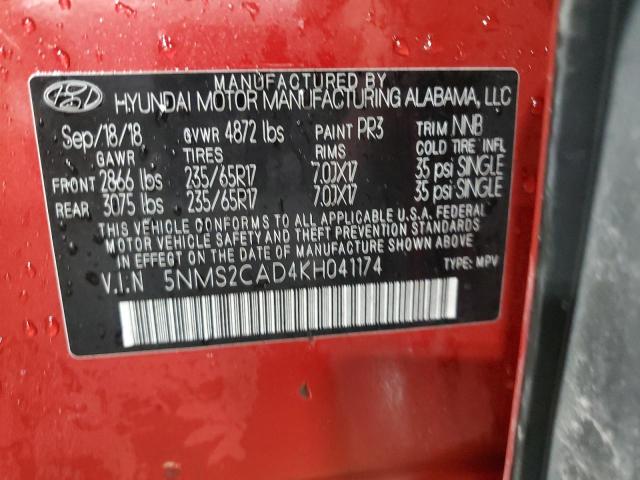 MANUFACTURED BY
HYUNDAI MOTOR MANUFACTURING ALABAMA, LLC
Sep/18/18 GVWR 4872 lbs PAINT PR3 TRIM NNB
GAWR TIRES RIMS COLD TIRE INFL
FRONT 2866 lbs 235/65R17 7.0JX17 35 psi SINGLE
REAR 3075 lbs 235/65R17 7.0JX17 35 psi SINGLE
THIS VEHICLE CONFORMS TO ALL APPLICABLE U.S.A. FEDERAL
MOTOR VEHICLE SAFETY AND THEFT PREVENTION STANDARDS
IN EFFECT ON THE DATE OF MANUFACTURE SHOWN ABOVE.
V.I.N 5NMS2CAD4KH041174 TYPE: MPV